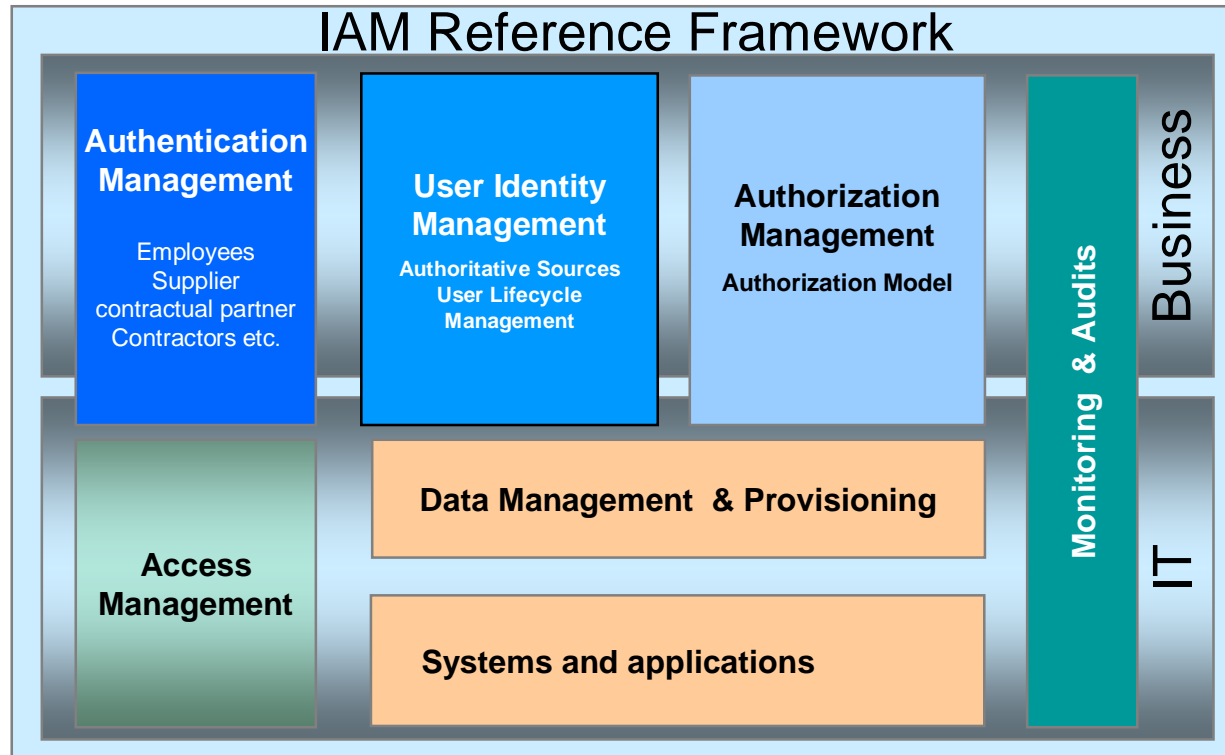 IAM Reference Framework
Authentication
Management
Employees
Supplier
contractual partner
Contractors etc.
User Identity
Management
Authoritative Sources
User Lifecycle
Management
Authorization
Management
Authorization Model
Monitoring & Audits
Business
Access
Management
Data Management & Provisioning
Systems and applications
IT